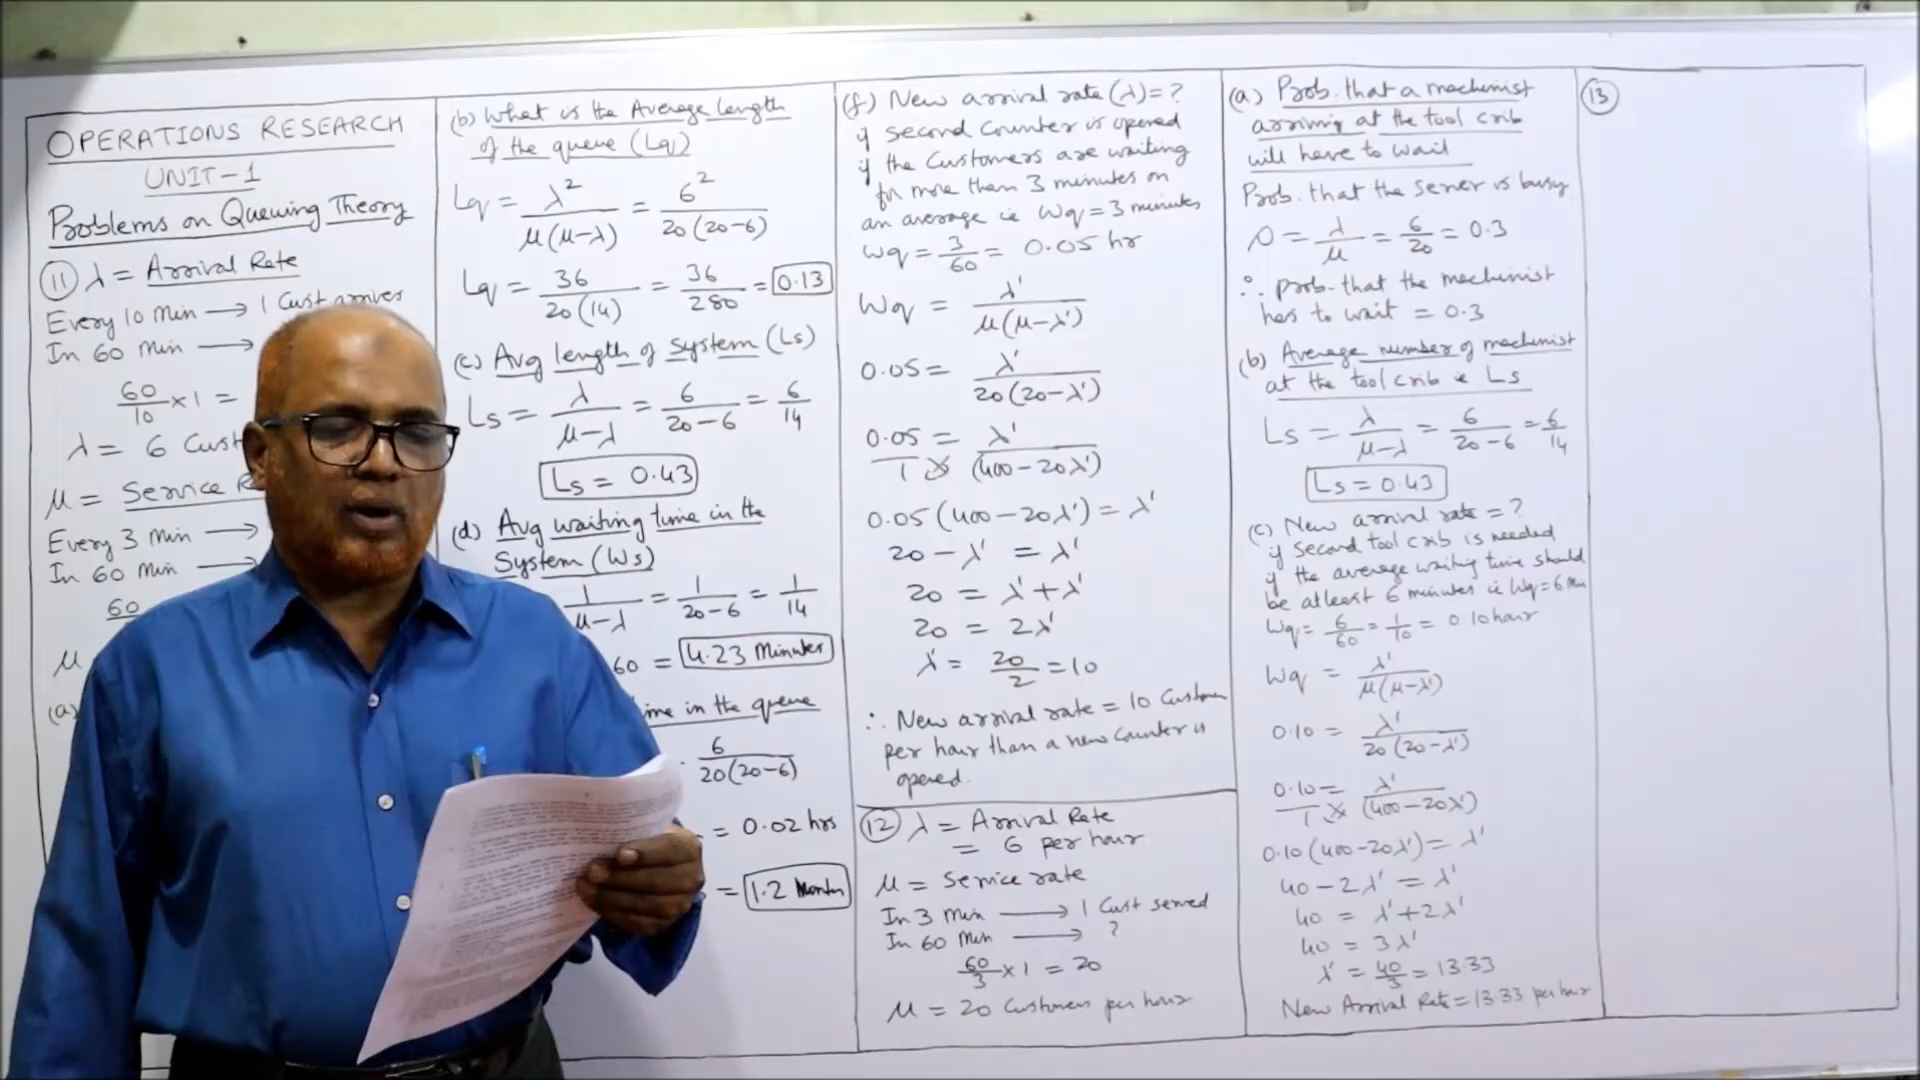 OPERATIONS RESEARCH
UNIT-1
Problems on Queuing Theory
(11) λ = Arrival Rate
Every 10 Min → 1 Cust arrives
In 60 Min →
60/10 × 1 =
λ = 6 Cust
μ = Service R
Every 3 Min →
In 60 Min →
60
μ
(a)
(b) What is the Average length
of the queue (Lq)
Lq = λ²/μ(μ-λ) = 6²/20(20-6)
Lq = 36/20(14) = 36/280 = 0.13
(c) Avg length of system (Ls)
Ls = λ/μ-λ = 6/20-6 = 6/14
Ls = 0.43
(d) Avg waiting time in the
System (Ws)
1/μ-λ = 1/20-6 = 1/14
60 = 4.23 Minutes
ime in the queue
6/20(20-6)
= 0.02 hrs
= 1.2
(f) New arrival rate (λ) = ?
if second Counter is opened
if the Customers are waiting
for more than 3 minutes on
an average ie Wq = 3 minutes
Wq = 3/60 = 0.05 hr
Wq = λ'/μ(μ-λ')
0.05 = λ'/20(20-λ')
0.05/1 = λ'/(400-20λ')
0.05(400-20λ') = λ'
20 - λ' = λ'
20 = λ' + λ'
20 = 2λ'
λ' = 20/2 = 10
∴ New arrival rate = 10 Customer
per hour than a new Counter is
opened.
(12) λ = Arrival Rate
= 6 per hour
μ = Service rate
In 3 Min → 1 Cust served
In 60 Min → ?
60/3 × 1 = 20
μ = 20 Customers per hour
(a) Prob. that a machinist
arriving at the tool crib
will have to wait
Prob. that the server is busy
ρ = λ/μ = 6/20 = 0.3
∴ prob. that the machinist
has to wait = 0.3
(b) Average number of machinist
at the tool crib ie Ls
Ls = λ/μ-λ = 6/20-6 = 6/14
Ls = 0.43
(c) New arrival rate = ?
if second tool crib is needed
if the average waiting time should
be atleast 6 minutes ie Wq = 6 Min
Wq = 6/60 = 1/10 = 0.10 hour
Wq = λ'/μ(μ-λ')
0.10 = λ'/20(20-λ')
0.10/1 = λ'/(400-20λ')
0.10(400-20λ') = λ'
40 - 2λ' = λ'
40 = λ' + 2λ'
40 = 3λ'
λ' = 40/3 = 13.33
New Arrival Rate = 13.33 per hour
(13)